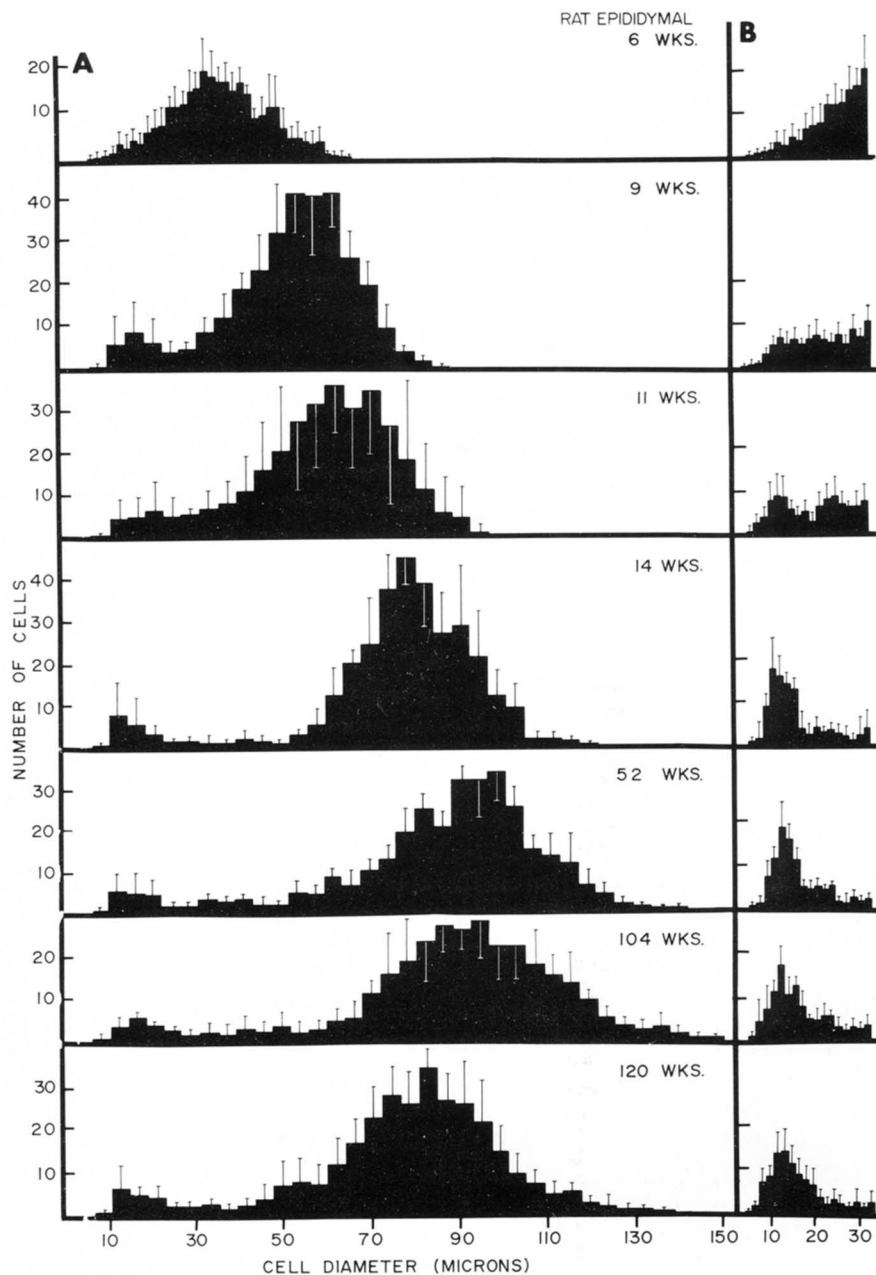 RAT EPIDIDYMAL
6 WKS.
A
B
20
10
9 WKS.
40
30
20
10
11 WKS.
30
20
10
14 WKS.
40
30
20
10
52 WKS.
30
20
10
104 WKS.
20
10
120 WKS.
30
20
10
NUMBER OF CELLS
10 30 50 70 90 110 130 150
10 20 30
CELL DIAMETER (MICRONS)